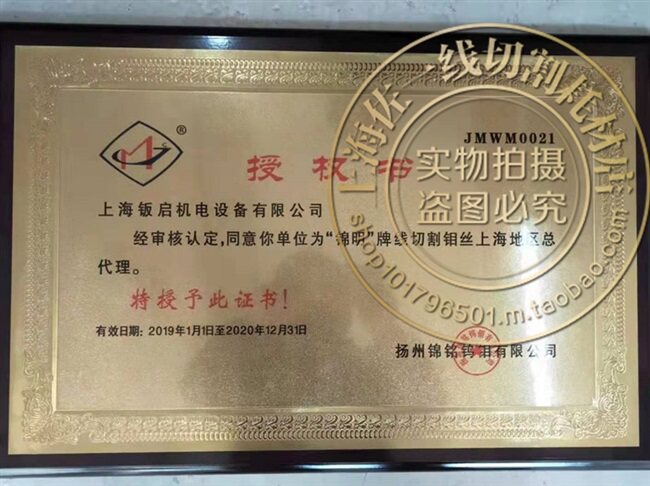 JMWM0021
授权书
上海钣启机电设备有限公司
经审核认定,同意你单位为"锦明"牌线切割钼丝上海地区总
代理。
特授予此证书!
有效日期: 2019年1月1日至2020年12月31日
扬州锦铭钨钼有限公司
上海佐一线切割耗材店
实物拍摄
盗图必究
shop101796501.m.taobao.com